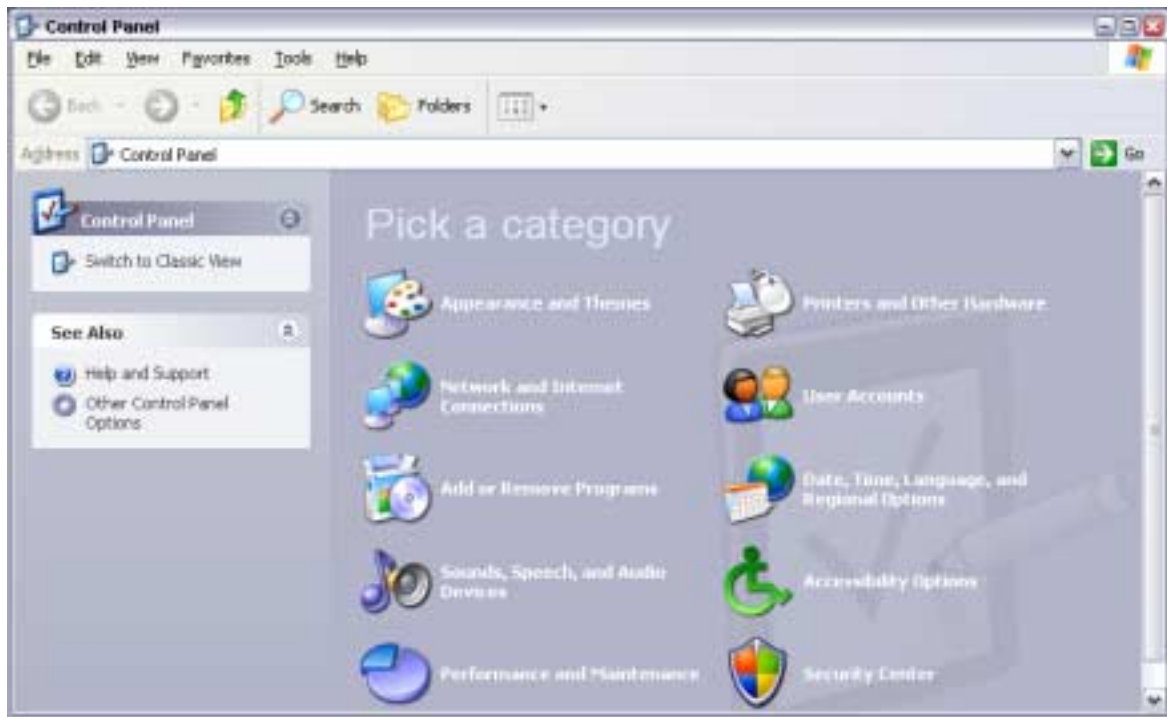 Control Panel
File Edit View Favorites Tools Help
Back Search Folders
Address Control Panel Go
Control Panel
Switch to Classic View
See Also
Help and Support
Other Control Panel
Options
Pick a category
Appearance and Themes
Printers and Other Hardware
Network and Internet
Connections
User Accounts
Add or Remove Programs
Date, Time, Language, and
Regional Options
Sounds, Speech, and Audio
Devices
Accessibility Options
Performance and Maintenance
Security Center